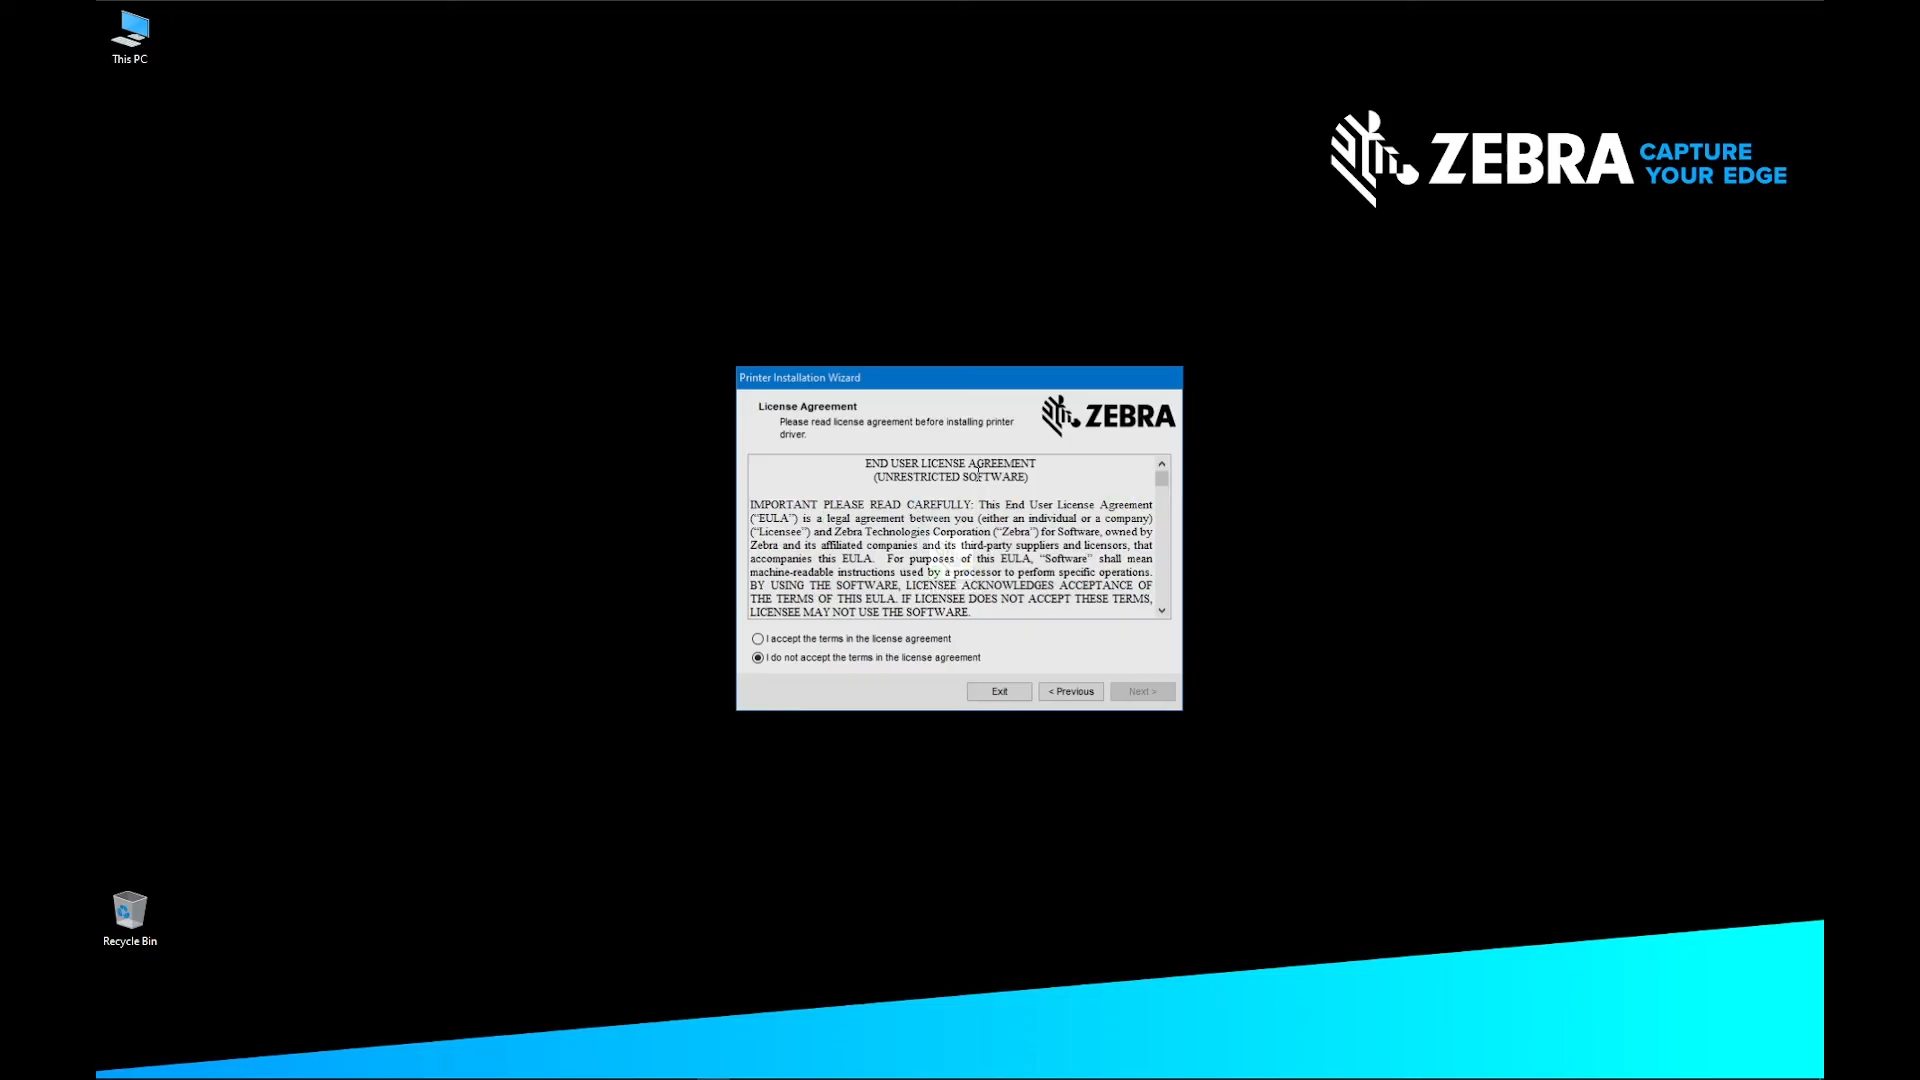 This PC
ZEBRA CAPTURE
YOUR EDGE
Printer Installation Wizard
License Agreement
Please read license agreement before installing printer
driver.
ZEBRA
END USER LICENSE AGREEMENT
(UNRESTRICTED SOFTWARE)
IMPORTANT PLEASE READ CAREFULLY: This End User License Agreement
(“EULA”) is a legal agreement between you (either an individual or a company)
(“Licensee”) and Zebra Technologies Corporation (“Zebra”) for Software, owned by
Zebra and its affiliated companies and its third-party suppliers and licensors, that
accompanies this EULA. For purposes of this EULA, “Software” shall mean
machine-readable instructions used by a processor to perform specific operations.
BY USING THE SOFTWARE, LICENSEE ACKNOWLEDGES ACCEPTANCE OF
THE TERMS OF THIS EULA. IF LICENSEE DOES NOT ACCEPT THESE TERMS,
LICENSEE MAY NOT USE THE SOFTWARE.
I accept the terms in the license agreement
I do not accept the terms in the license agreement
Exit
< Previous
Next >
Recycle Bin